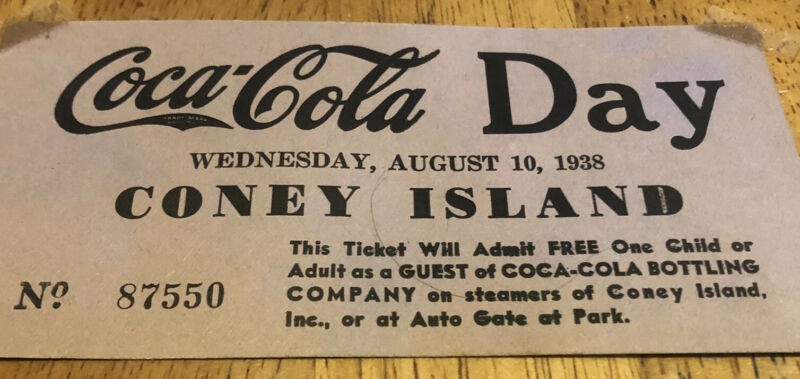 Coca-Cola Day
WEDNESDAY, AUGUST 10, 1938
CONEY ISLAND
This Ticket Will Admit FREE One Child or
Adult as a GUEST of COCA-COLA BOTTLING
COMPANY on steamers of Coney Island,
Inc., or at Auto Gate at Park.
Nº 87550